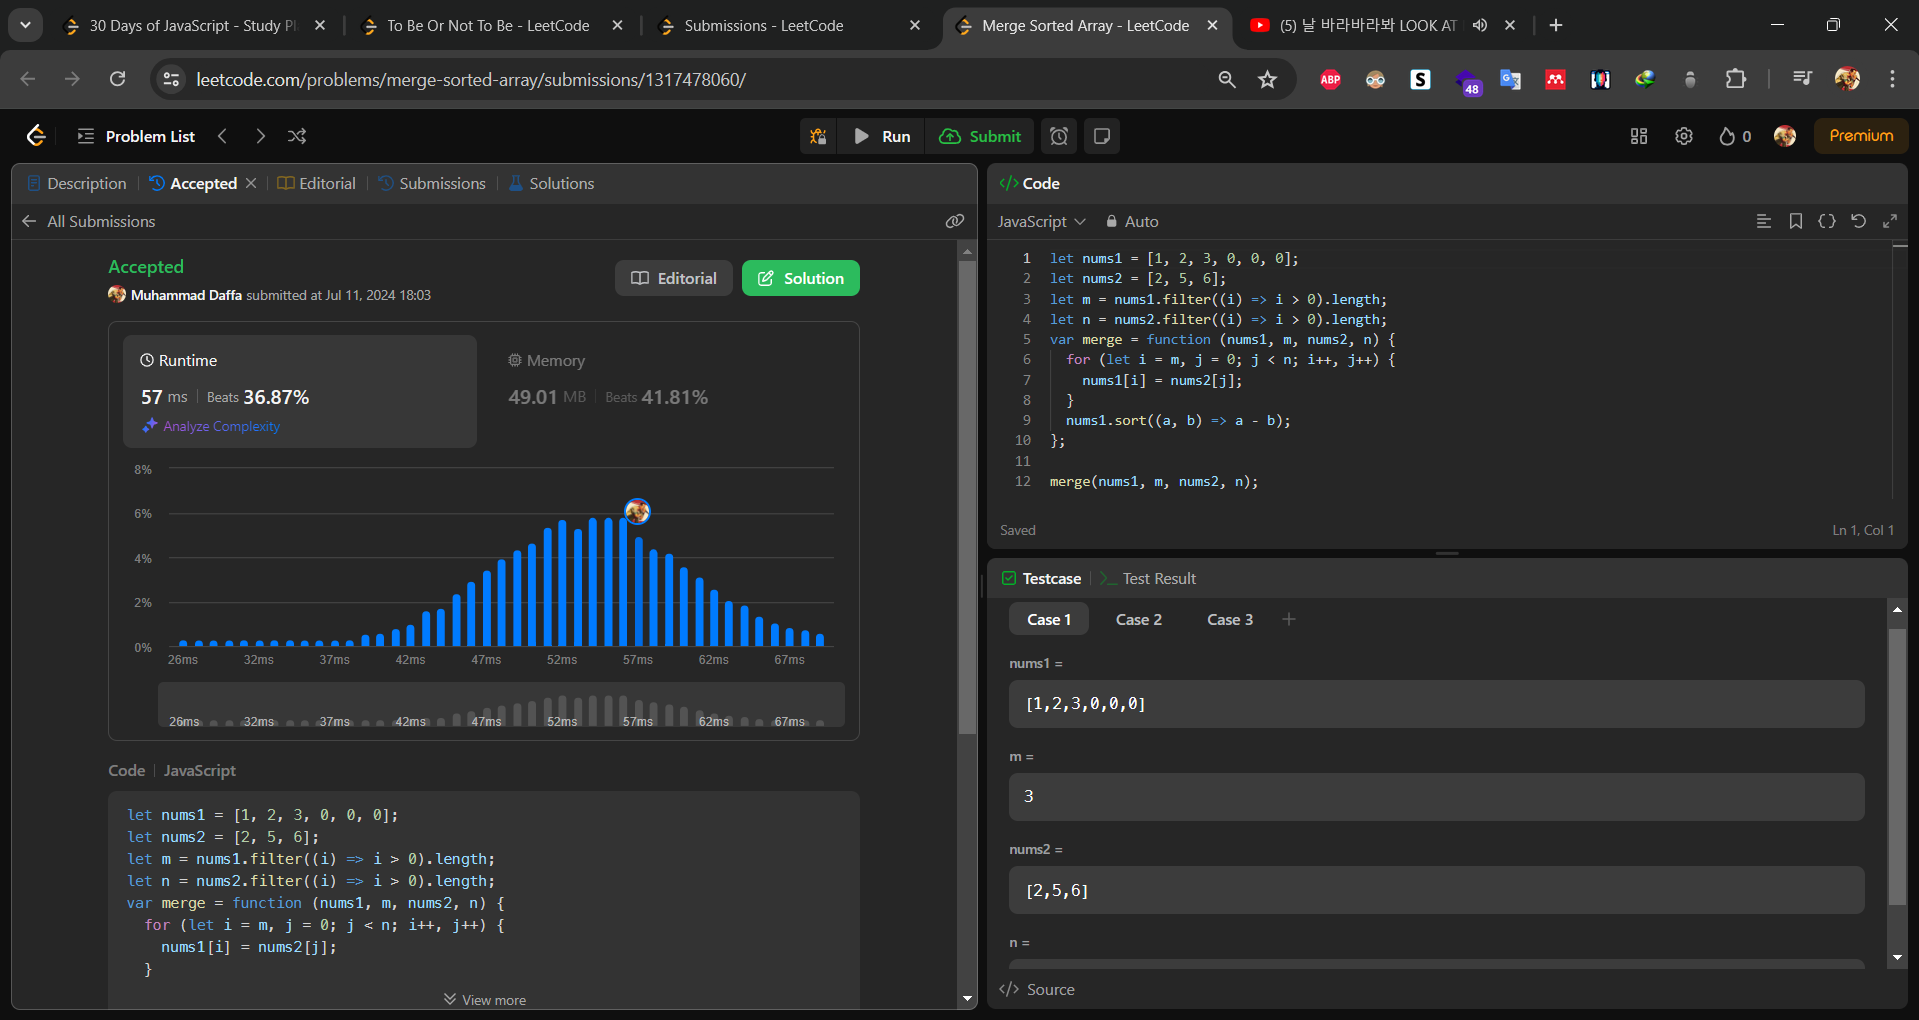 30 Days of JavaScript - Study Pl
To Be Or Not To Be - LeetCode
Submissions - LeetCode
Merge Sorted Array - LeetCode
(5) 날 바라바라봐 LOOK AT
leetcode.com/problems/merge-sorted-array/submissions/1317478060/
ABP
S
48
Problem List
Run
Submit
0
Premium
Description
Accepted
Editorial
Submissions
Solutions
All Submissions
Accepted
Muhammad Daffa submitted at Jul 11, 2024 18:03
Editorial
Solution
Runtime
57 ms | Beats 36.87%
Analyze Complexity
Memory
49.01 MB | Beats 41.81%
8%
6%
4%
2%
0%
26ms 32ms 37ms 42ms 47ms 52ms 57ms 62ms 67ms
26ms 32ms 37ms 42ms 47ms 52ms 57ms 62ms 67ms
Code | JavaScript
let nums1 = [1, 2, 3, 0, 0, 0];
let nums2 = [2, 5, 6];
let m = nums1.filter((i) => i > 0).length;
let n = nums2.filter((i) => i > 0).length;
var merge = function (nums1, m, nums2, n) {
for (let i = m, j = 0; j < n; i++, j++) {
nums1[i] = nums2[j];
}
View more
</> Code
JavaScript
Auto
1 let nums1 = [1, 2, 3, 0, 0, 0];
2 let nums2 = [2, 5, 6];
3 let m = nums1.filter((i) => i > 0).length;
4 let n = nums2.filter((i) => i > 0).length;
5 var merge = function (nums1, m, nums2, n) {
6 for (let i = m, j = 0; j < n; i++, j++) {
7 nums1[i] = nums2[j];
8 }
9 nums1.sort((a, b) => a - b);
10 };
11
12 merge(nums1, m, nums2, n);
Saved
Ln 1, Col 1
Testcase
>_ Test Result
Case 1
Case 2
Case 3
+
nums1 =
[1,2,3,0,0,0]
m =
3
nums2 =
[2,5,6]
n =
</> Source